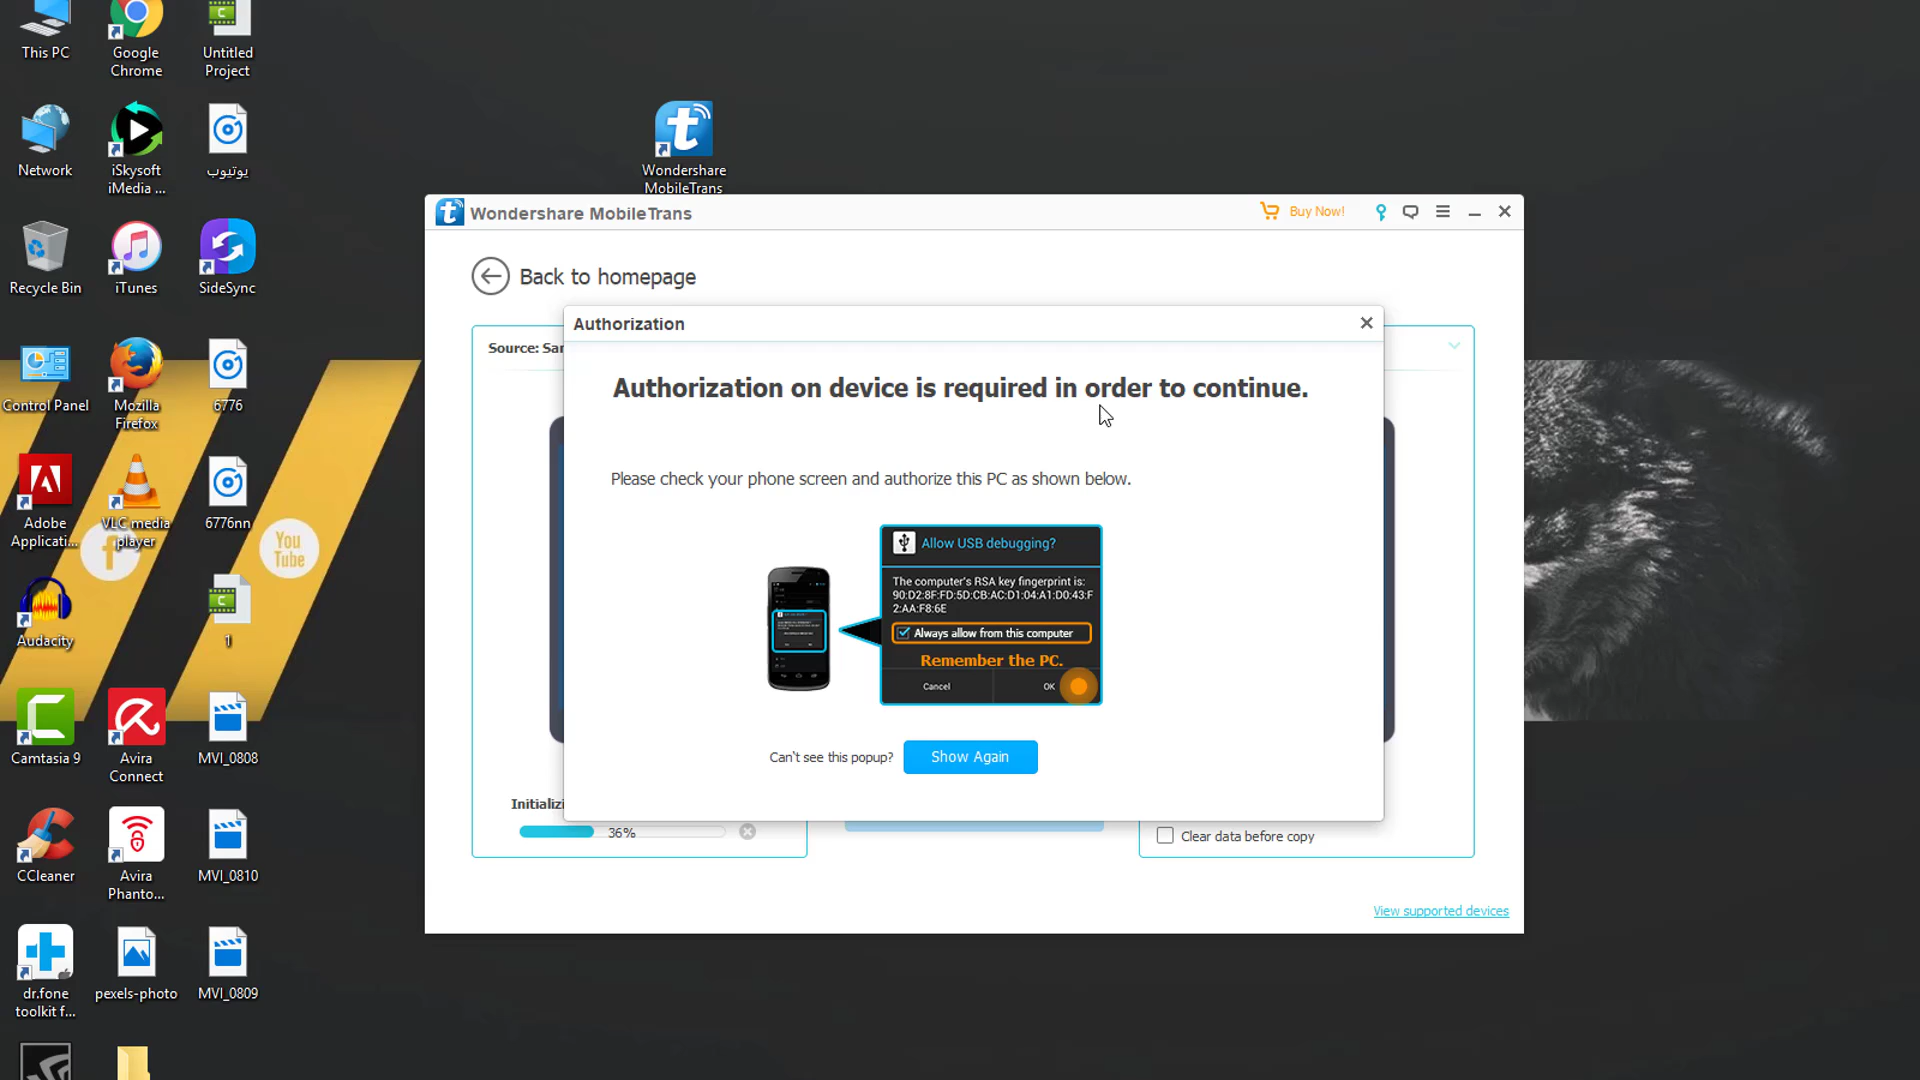 This PC
Google
Chrome
Untitled
Project
Network
iSkysoft
iMedia ...
يوتيوب
Wondershare
MobileTrans
Recycle Bin
iTunes
SideSync
Control Panel
Mozilla
Firefox
6776
Adobe
Applicati...
VLC media
player
6776nn
f
You
Tube
Audacity
1
Camtasia 9
Avira
Connect
MVI_0808
CCleaner
Avira
Phanto...
MVI_0810
dr.fone
toolkit f...
pexels-photo
MVI_0809
Wondershare MobileTrans
Buy Now!
Back to homepage
Source: Sar
Authorization
Authorization on device is required in order to continue.
Please check your phone screen and authorize this PC as shown below.
Allow USB debugging?
The computer's RSA key fingerprint is:
90:D2:8F:FD:5D:CB:AC:D1:04:A1:D0:43:F
2:AA:F8:6E
Always allow from this computer
Remember the PC.
Cancel
OK
Can't see this popup?
Show Again
Initializi
36%
Clear data before copy
View supported devices